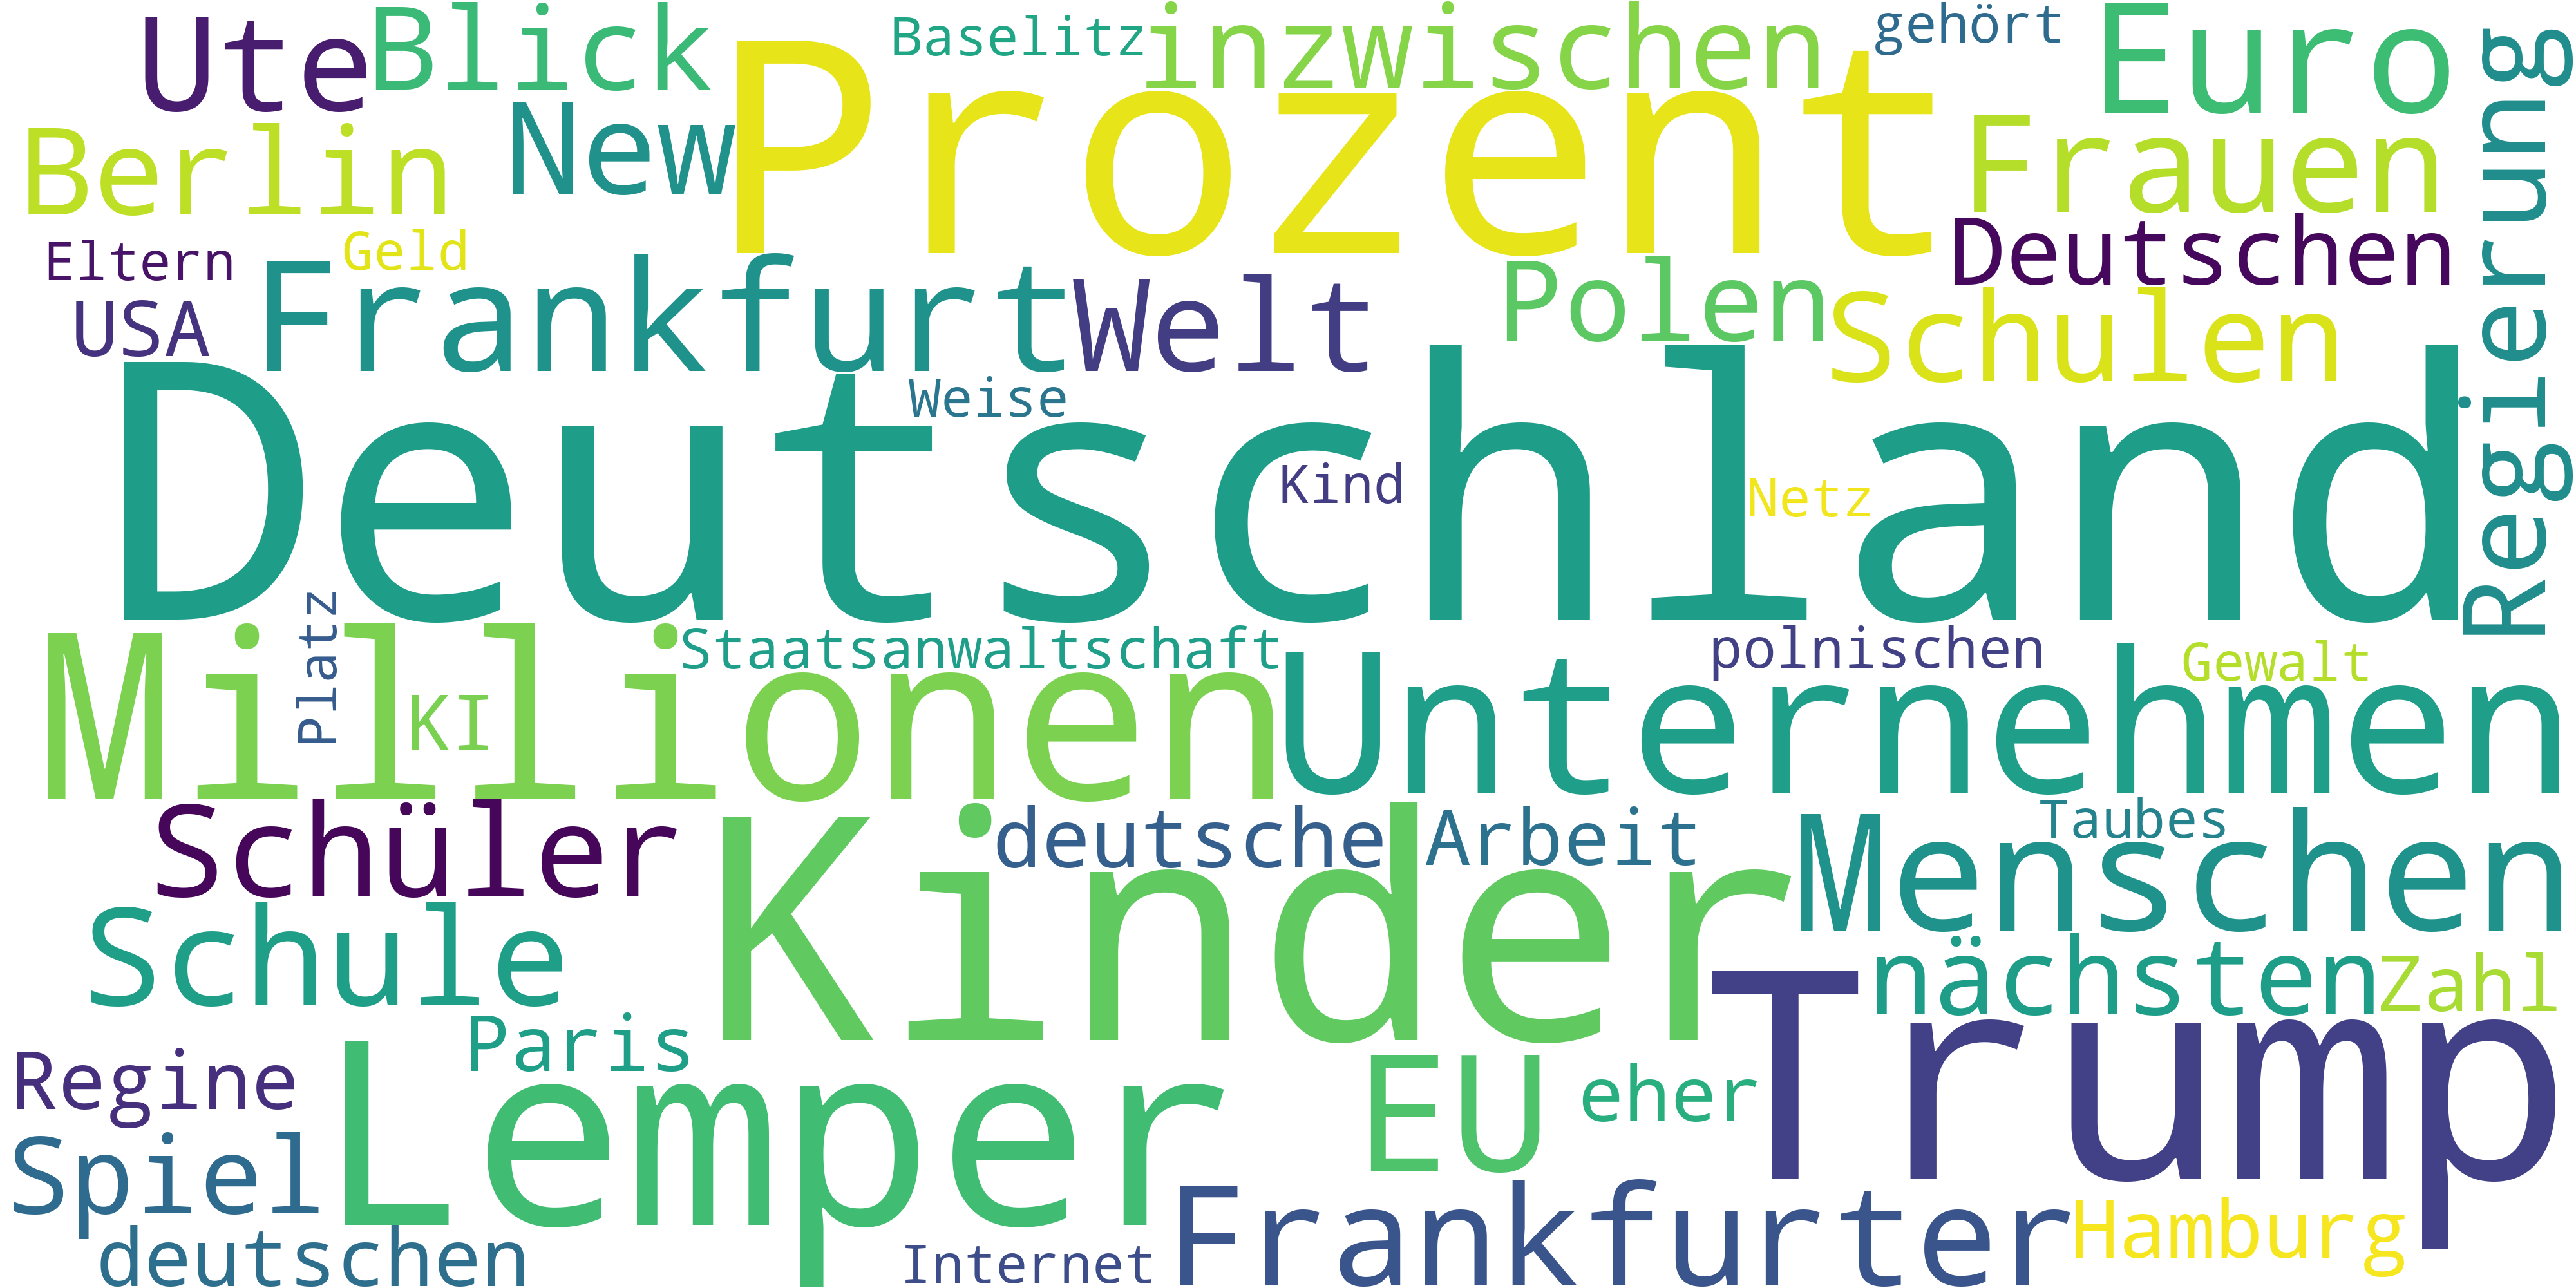 Ute
Blick
Baselitz
inzwischen
gehört
Euro
Regierung
Berlin
New
Prozent
Frauen
Eltern
Geld
Deutschen
USA
Frankfurt
Welt
Polen
Schulen
Weise
Deutschland
Kind
Netz
Platz
Millionen
KI
Staatsanwaltschaft
Unternehmen
polnischen
Gewalt
Schüler
Kinder
deutsche
Arbeit
Menschen
Taubes
Schule
nächsten
Zahl
Paris
Trump
Regine
Lemper
EU
eher
Spiel
Frankfurter
Hamburg
deutschen
Internet